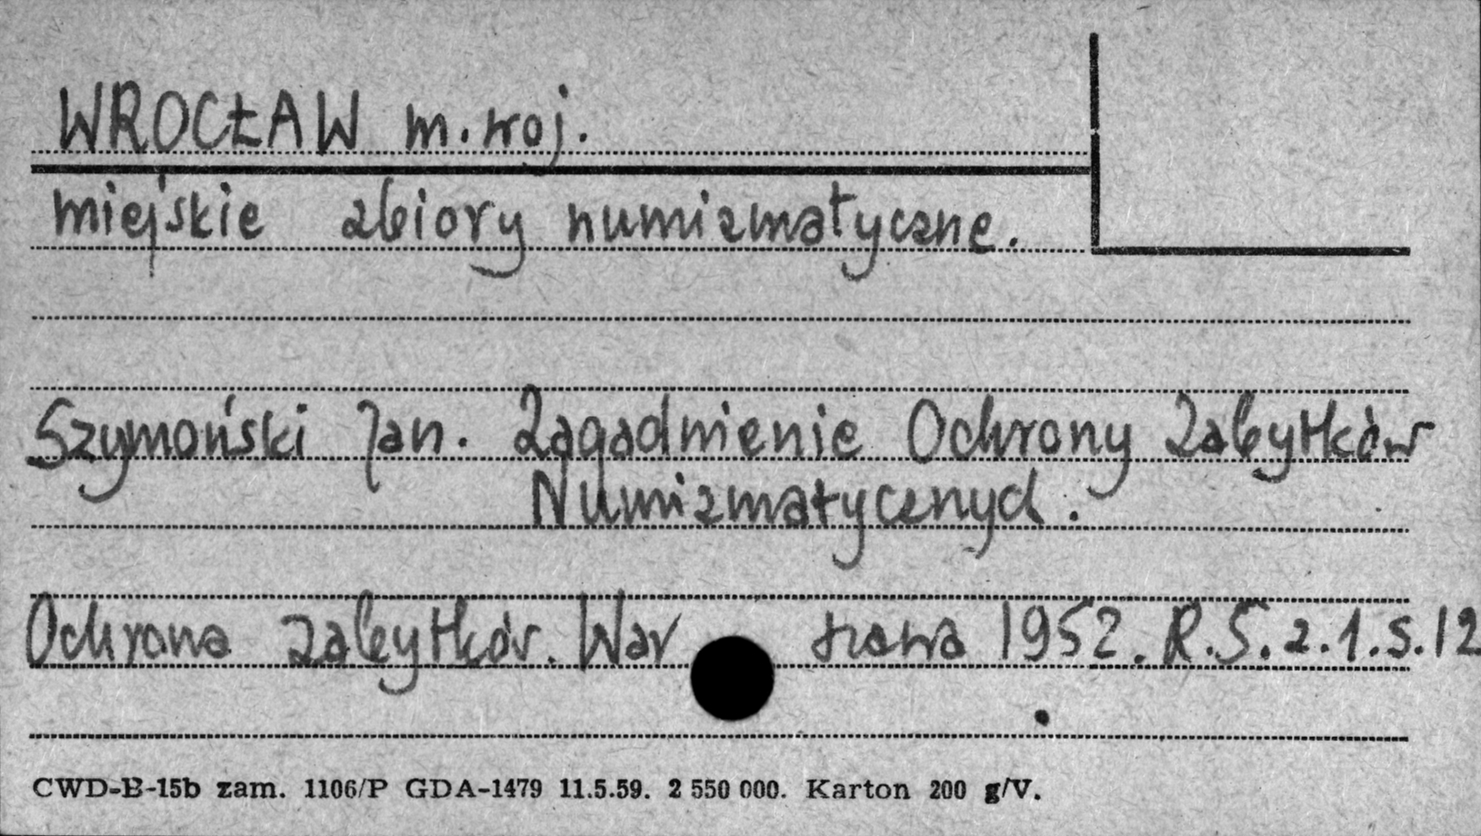 WROCŁAW m. woj.
miejskie zbiory numizmatyczne.
Szymoński Jan. Zagadnienie Ochrony Zabytków
Numizmatycznych.
Ochrona zabytków. War szawa 1952. R.5.z.1.s.12
CWD-B-15b zam. 1106/P GDA-1479 11.5.59. 2 550 000. Karton 200 g/V.